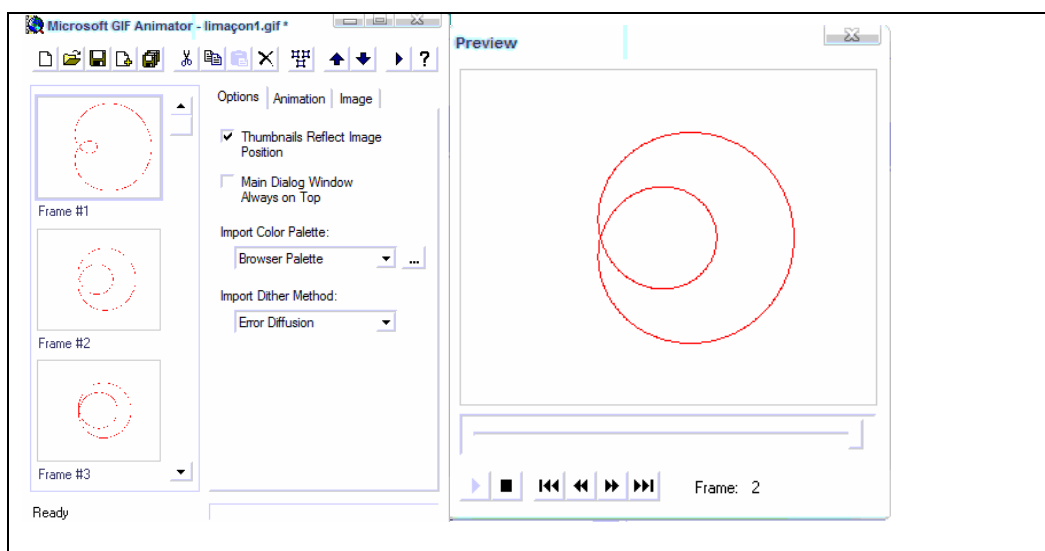 Microsoft GIF Animator - limaçon1.gif *
Options
Animation
Image
Thumbnails Reflect Image
Position
Main Dialog Window
Always on Top
Import Color Palette:
Browser Palette
...
Import Dither Method:
Error Diffusion
Frame #1
Frame #2
Frame #3
Ready
Preview
Frame: 2